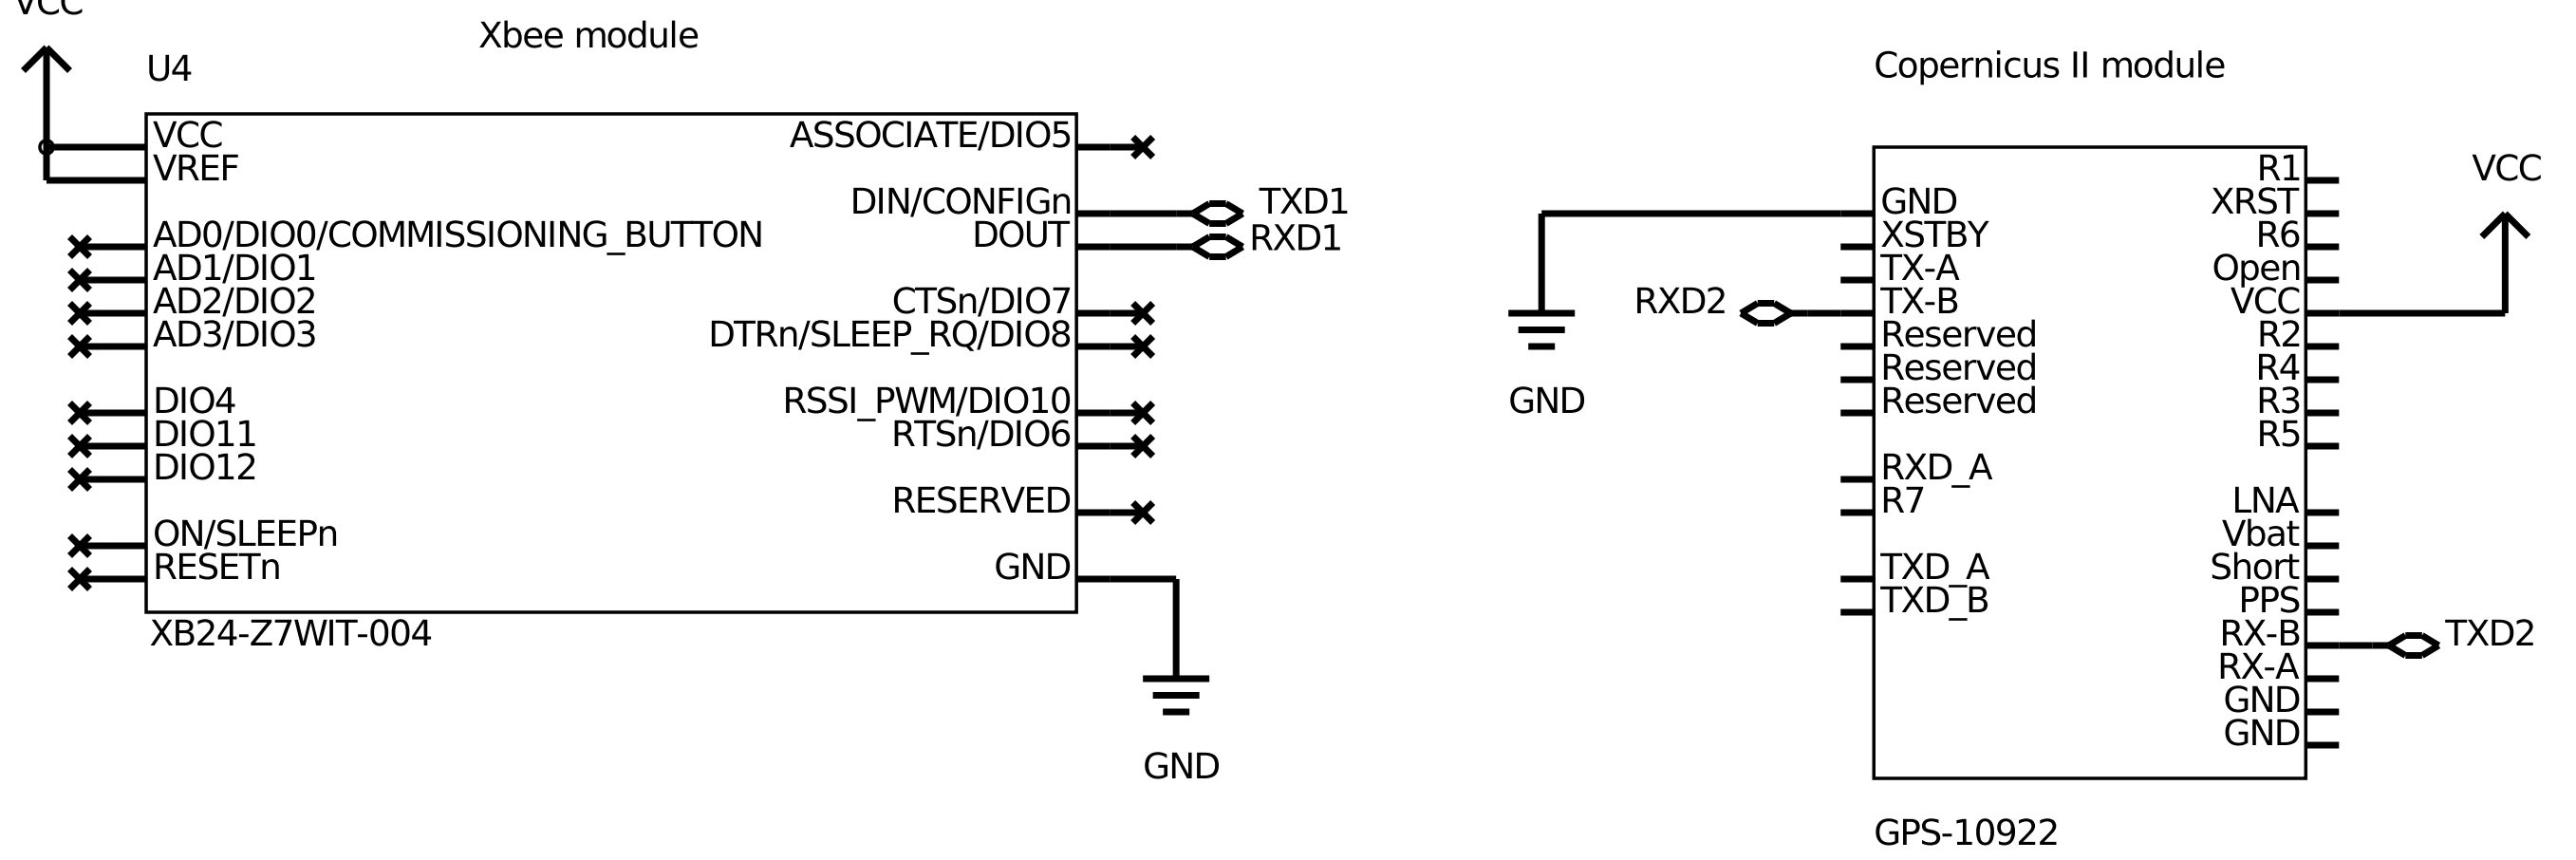 VCC
Xbee module
U4
VCC
VREF
AD0/DIO0/COMMISSIONING_BUTTON
AD1/DIO1
AD2/DIO2
AD3/DIO3
DIO4
DIO11
DIO12
ON/SLEEPn
RESETn
ASSOCIATE/DIO5
DIN/CONFIGn
DOUT
CTSn/DIO7
DTRn/SLEEP_RQ/DIO8
RSSI_PWM/DIO10
RTSn/DIO6
RESERVED
GND
TXD1
RXD1
XB24-Z7WIT-004
GND
Copernicus II module
GND
XSTBY
TX-A
TX-B
Reserved
Reserved
Reserved
RXD_A
R7
TXD_A
TXD_B
RXD2
GND
R1
XRST
R6
Open
VCC
R2
R4
R3
R5
LNA
Vbat
Short
PPS
RX-B
RX-A
GND
GND
VCC
TXD2
GPS-10922